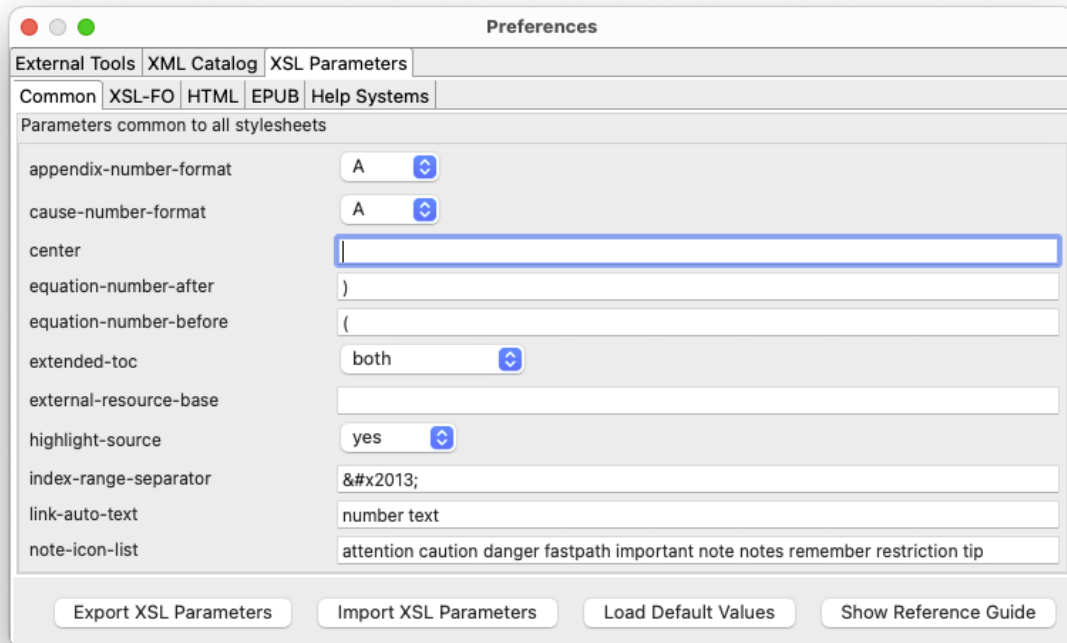 Preferences
External Tools XML Catalog XSL Parameters
Common XSL-FO HTML EPUB Help Systems
Parameters common to all stylesheets
appendix-number-format A
cause-number-format A
center
equation-number-after )
equation-number-before (
extended-toc both
external-resource-base
highlight-source yes
index-range-separator &#x2013;
link-auto-text number text
note-icon-list attention caution danger fastpath important note notes remember restriction tip
Export XSL Parameters Import XSL Parameters Load Default Values Show Reference Guide